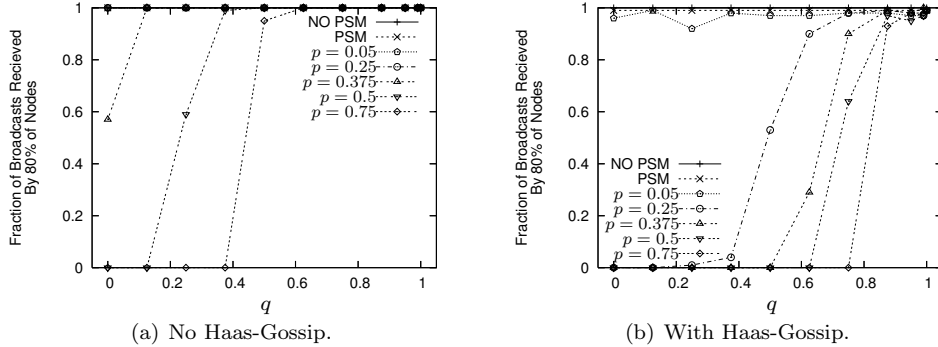 Fraction of Broadcasts Recieved
By 80% of Nodes
1
0.8
0.6
0.4
0.2
0
0 0.2 0.4 0.6 0.8 1
q
NO PSM
PSM
p = 0.05
p = 0.25
p = 0.375
p = 0.5
p = 0.75
(a) No Haas-Gossip.
Fraction of Broadcasts Recieved
By 80% of Nodes
1
0.8
0.6
0.4
0.2
0
0 0.2 0.4 0.6 0.8 1
q
NO PSM
PSM
p = 0.05
p = 0.25
p = 0.375
p = 0.5
p = 0.75
(b) With Haas-Gossip.